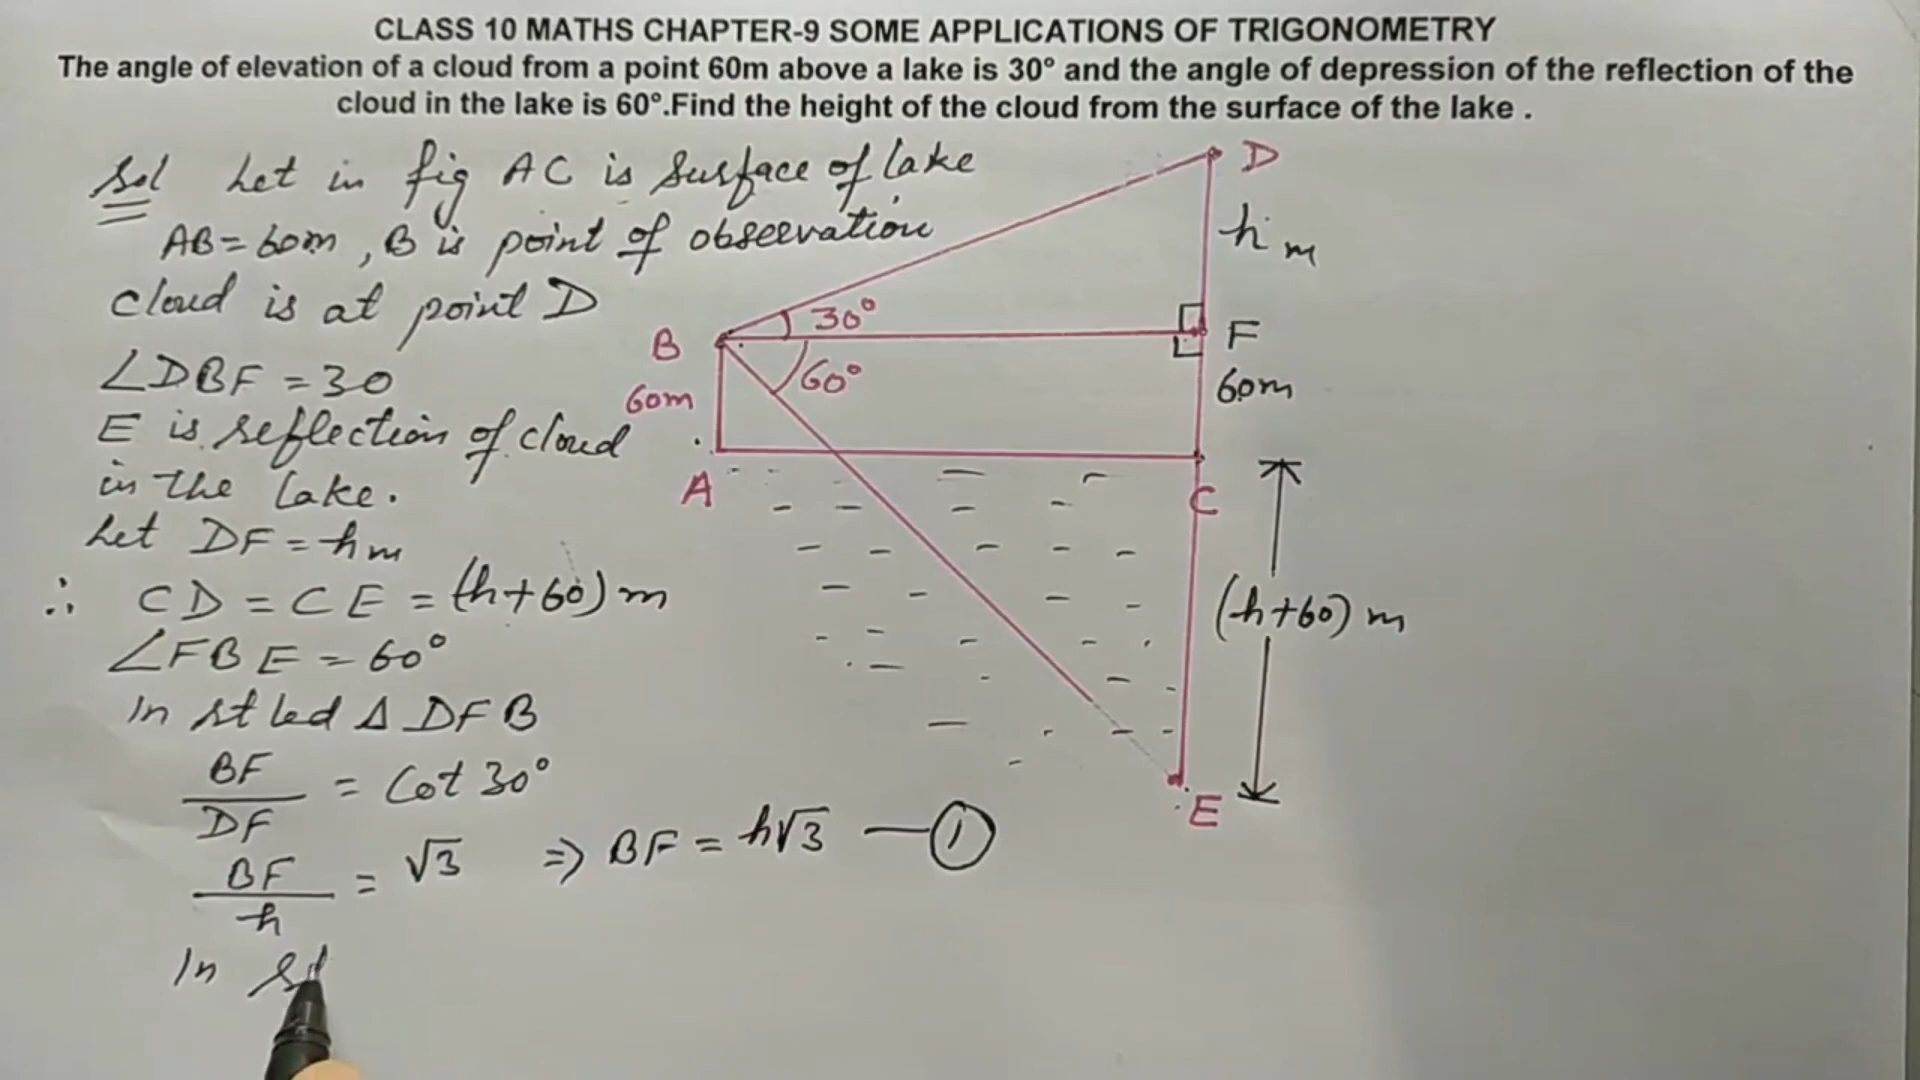 CLASS 10 MATHS CHAPTER-9 SOME APPLICATIONS OF TRIGONOMETRY
The angle of elevation of a cloud from a point 60m above a lake is 30° and the angle of depression of the reflection of the
cloud in the lake is 60°.Find the height of the cloud from the surface of the lake .
Sol Let in fig AC is surface of lake
AB = 60m , B is point of observation
Cloud is at point D
∠DBF = 30
E is reflection of cloud
in the lake.
Let DF = h m
∴ CD = CE = (h+60) m
∠FBE = 60°
In rt led Δ DFB
BF/DF = Cot 30°
BF/h = √3 ⇒ BF = h√3 — ①
In
D
h m
30°
B
F
60°
60m
60m
A
C
(h+60) m
E